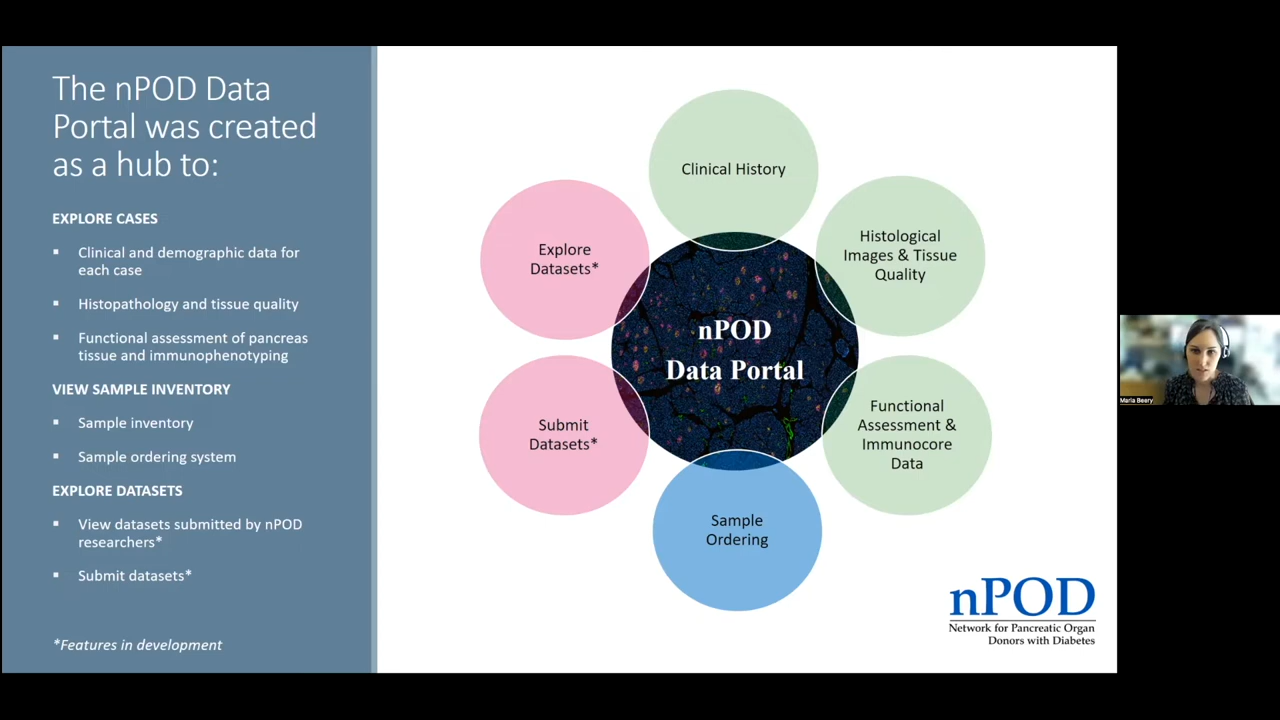 The nPOD Data
Portal was created
as a hub to:
EXPLORE CASES
▪ Clinical and demographic data for
each case
▪ Histopathology and tissue quality
▪ Functional assessment of pancreas
tissue and immunophenotyping
VIEW SAMPLE INVENTORY
▪ Sample inventory
▪ Sample ordering system
EXPLORE DATASETS
▪ View datasets submitted by nPOD
researchers*
▪ Submit datasets*
*Features in development
Clinical History
Histological
Images & Tissue
Quality
Functional
Assessment &
Immunocore
Data
Sample
Ordering
Submit
Datasets*
Explore
Datasets*
nPOD
Data Portal
nPOD
Network for Pancreatic Organ
Donors with Diabetes
Maria Beery